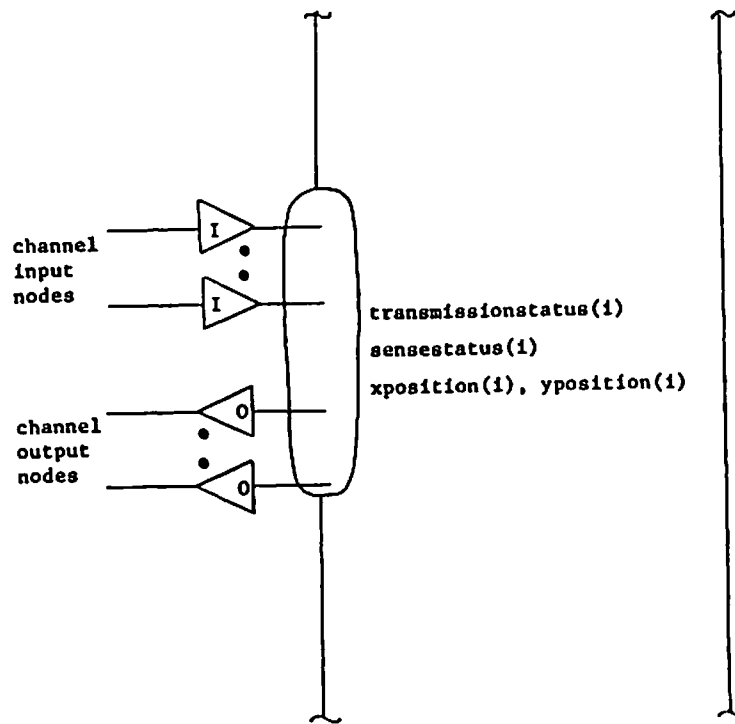 I
channel
input
nodes
I
transmissionstatus(i)
sensestatus(i)
xposition(i), yposition(i)
O
channel
output
nodes
O